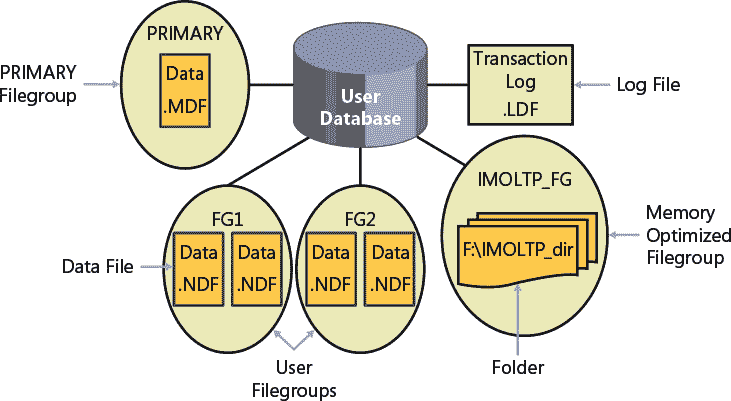 PRIMARY
Data
.MDF
PRIMARY
Filegroup
User
Database
Transaction
Log
.LDF
Log File
FG1
Data
.NDF
Data
.NDF
Data File
FG2
Data
.NDF
Data
.NDF
User
Filegroups
IMOLTP_FG
F:\IMOLTP_dir
Memory
Optimized
Filegroup
Folder